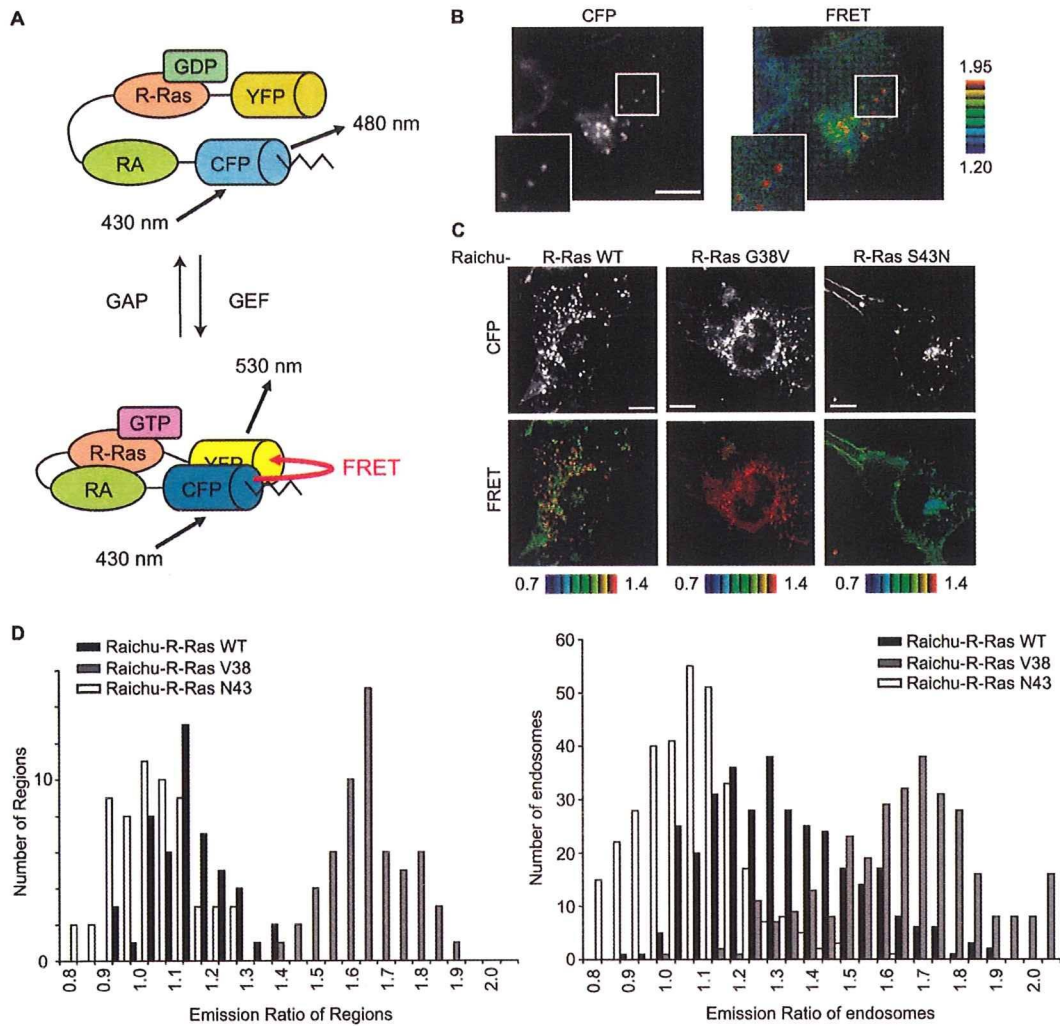 A
GDP
R-Ras
YFP
480 nm
RA
CFP
430 nm
GAP
GEF
530 nm
GTP
R-Ras
YFP
FRET
RA
CFP
430 nm
B
CFP
FRET
1.95
1.20
C
Raichu-
R-Ras WT
R-Ras G38V
R-Ras S43N
CFP
FRET
0.7
1.4
0.7
1.4
0.7
1.4
D
Raichu-R-Ras WT
Raichu-R-Ras V38
Raichu-R-Ras N43
Number of Regions
10
0
0.8
0.9
1.0
1.1
1.2
1.3
1.4
1.5
1.6
1.7
1.8
1.9
2.0
Emission Ratio of Regions
Raichu-R-Ras WT
Raichu-R-Ras V38
Raichu-R-Ras N43
Number of endosomes
60
50
40
30
20
10
0
0.8
0.9
1.0
1.1
1.2
1.3
1.4
1.5
1.6
1.7
1.8
1.9
2.0
Emission Ratio of endosomes